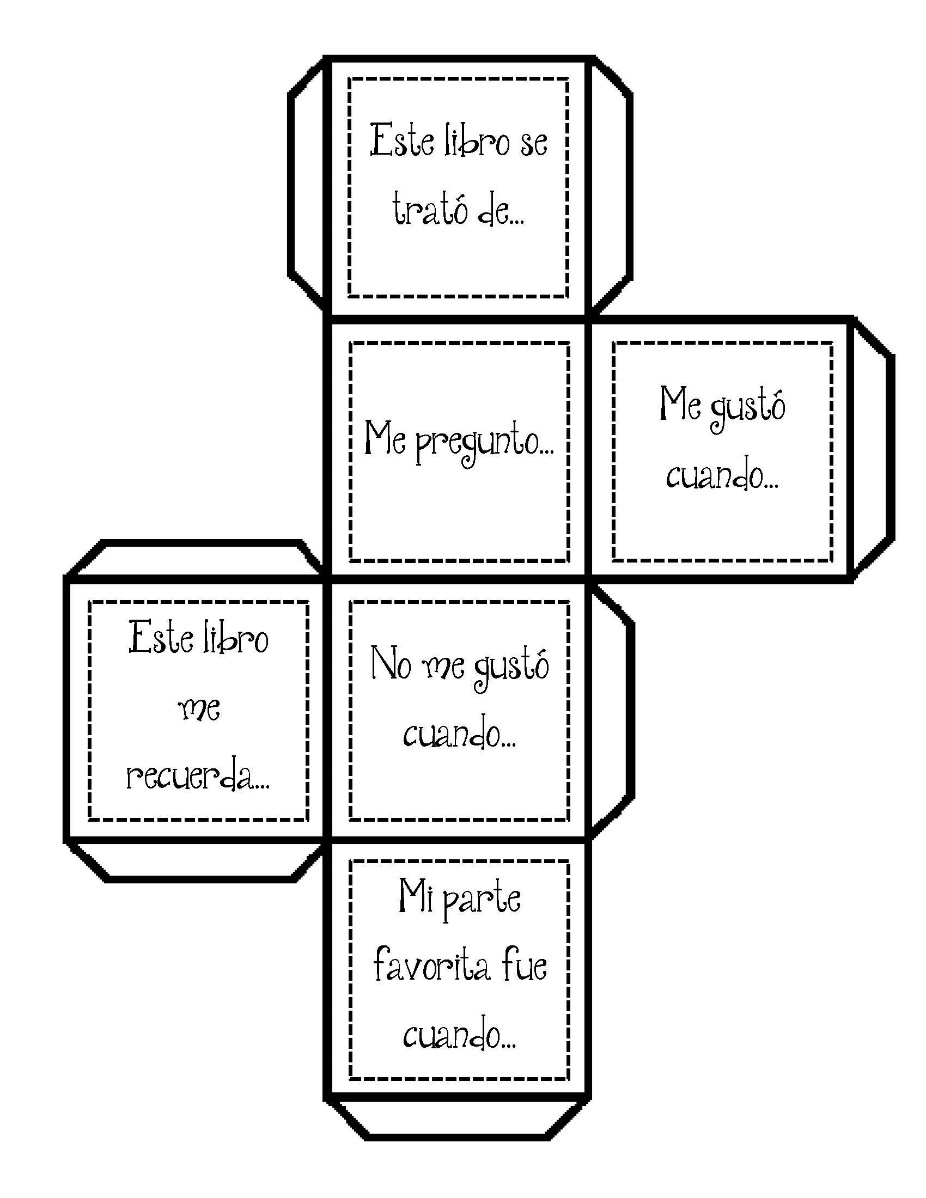 Este libro se
trató de...
Me pregunto...
Me gustó
cuando...
Este libro
me
recuerda...
No me gustó
cuando...
Mi parte
favorita fue
cuando...